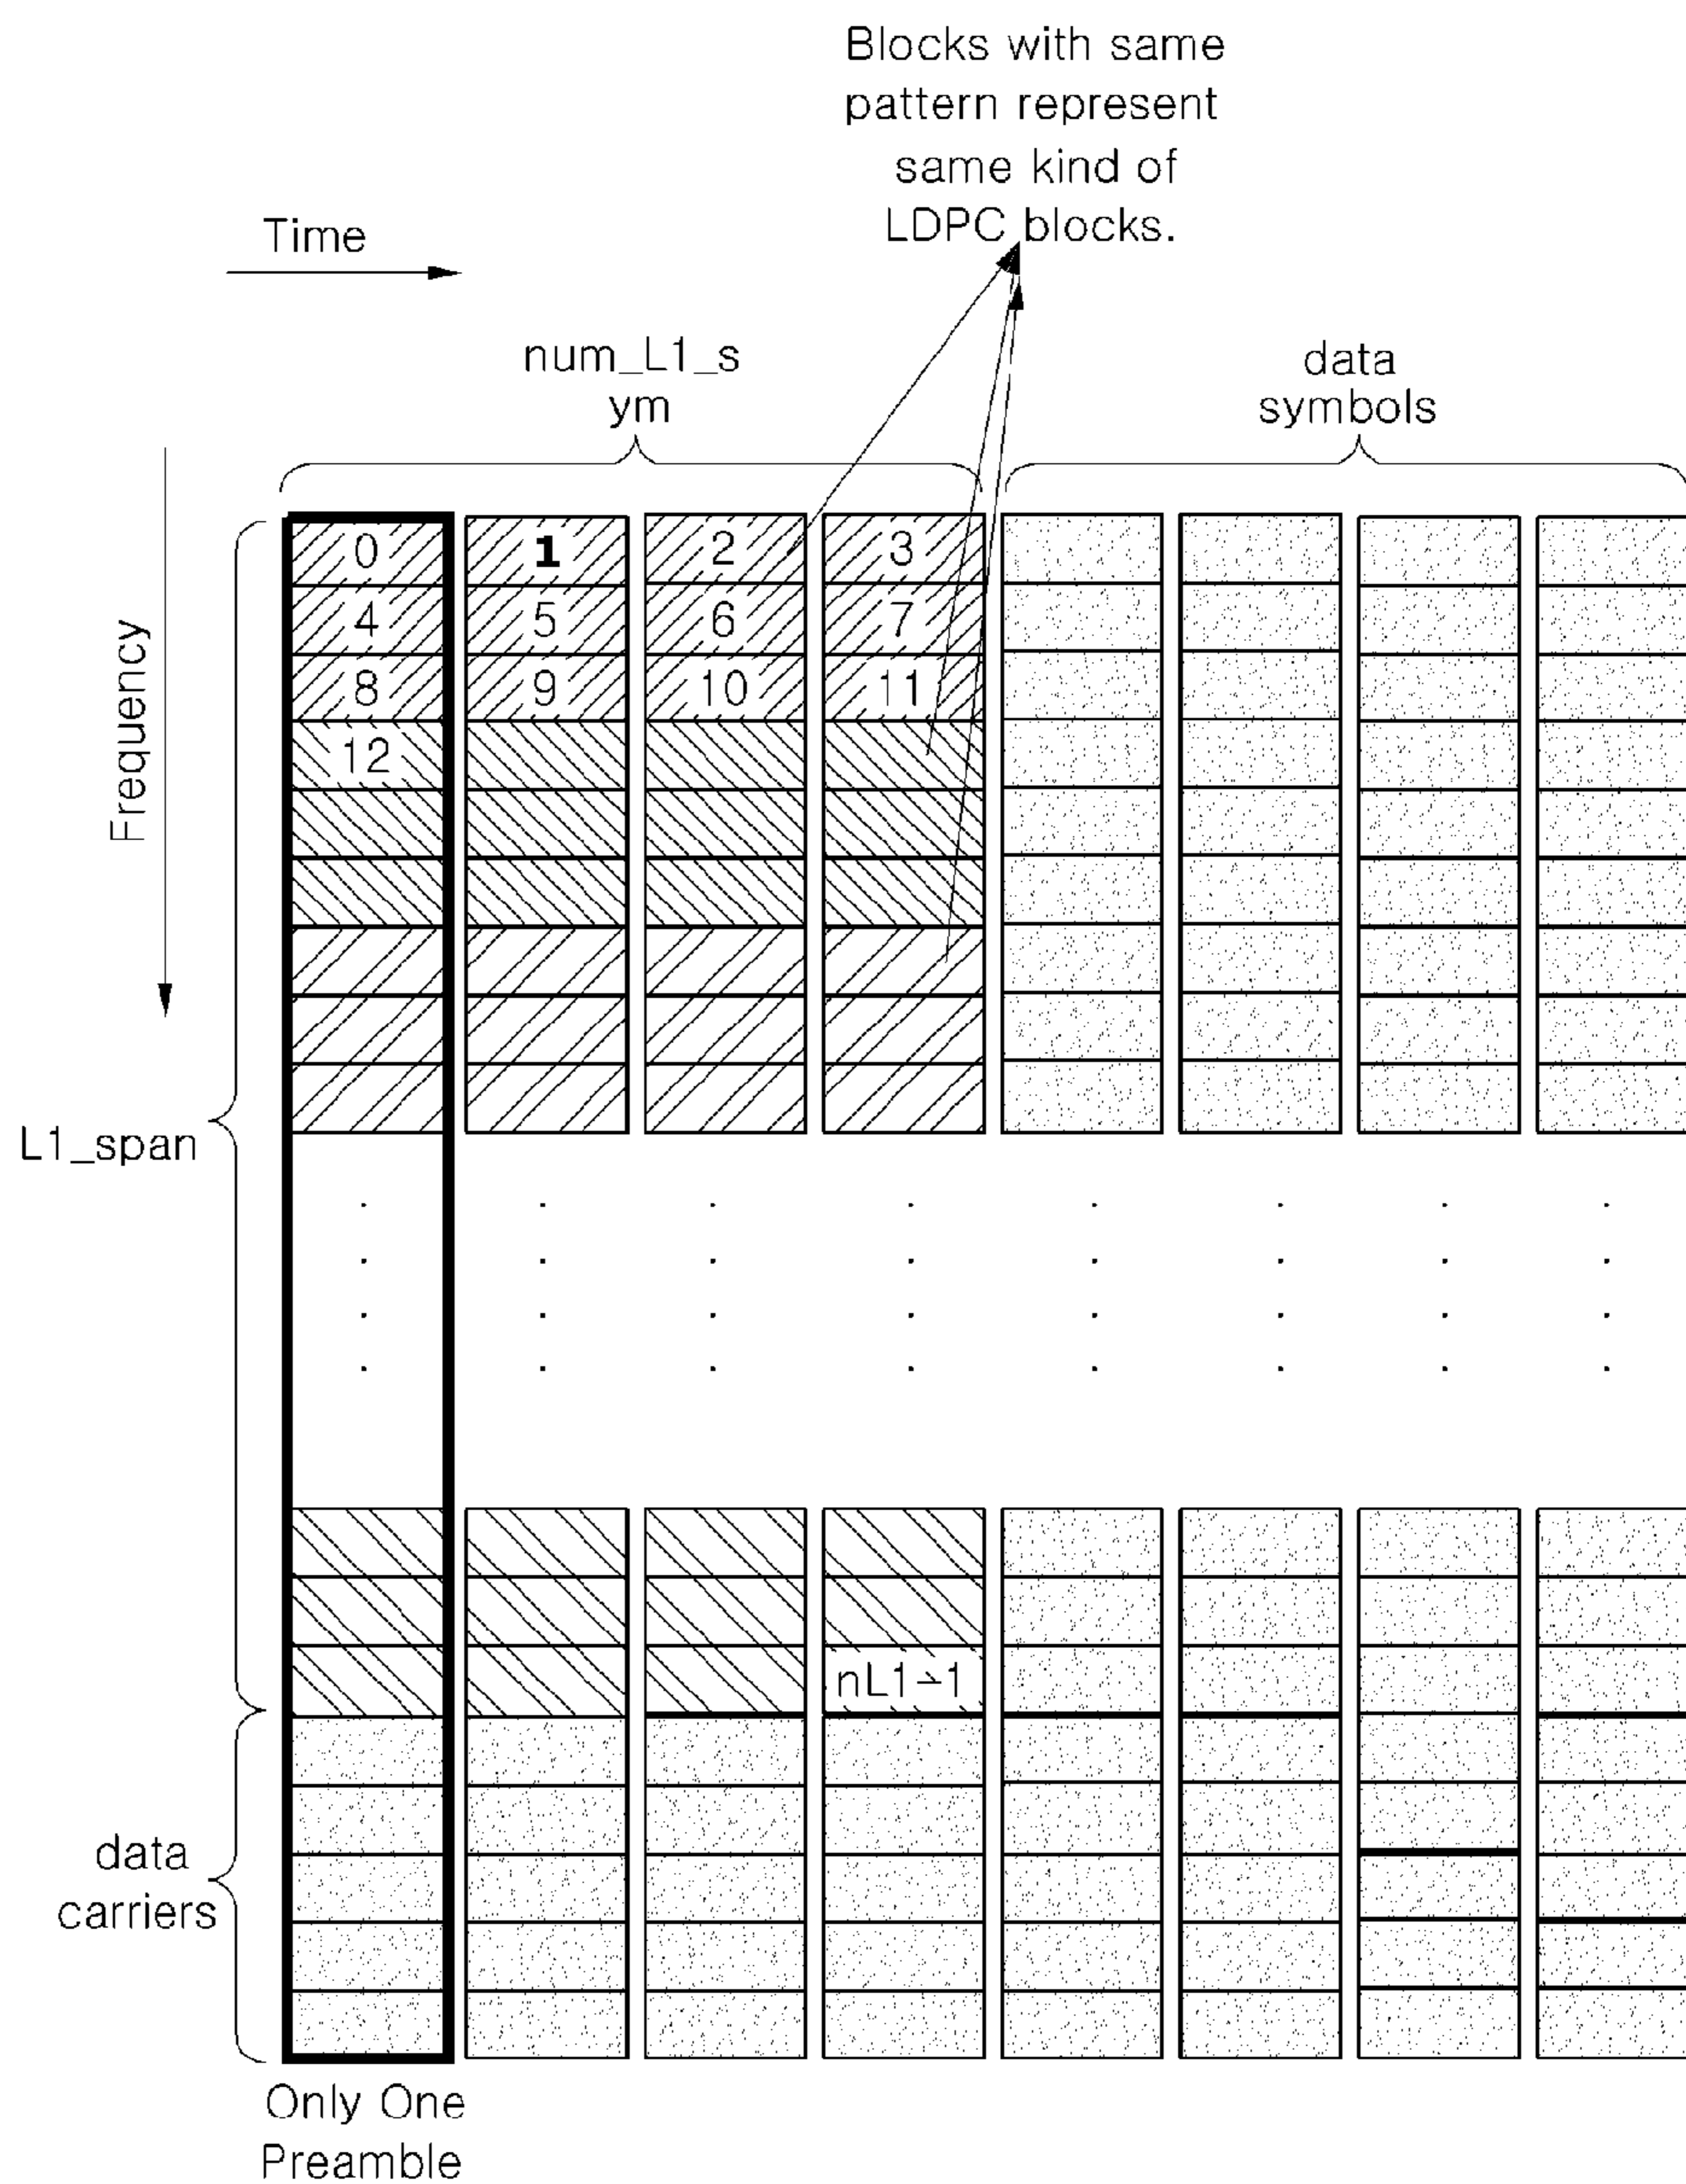 Blocks with same
pattern represent
same kind of
LDPC blocks.
Time
num_L1_s
ym
data
symbols
Frequency
0 1 2 3
4 5 6 7
8 9 10 11
12
L1_span
nL1-1
data
carriers
Only One
Preamble